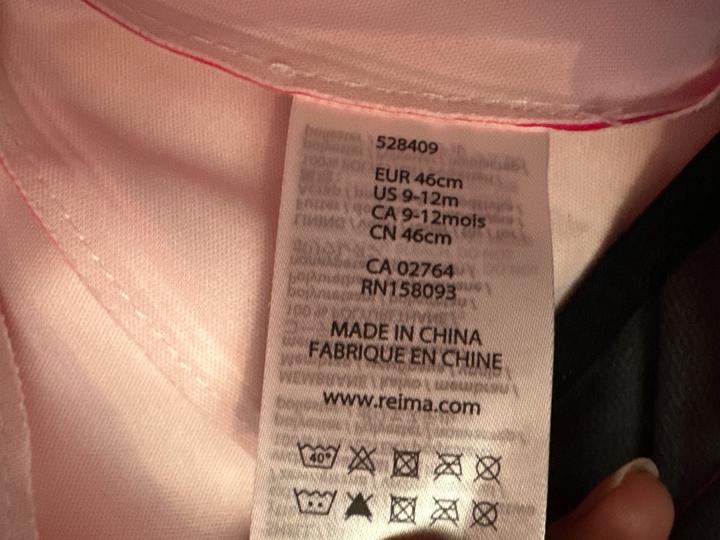 528409
EUR 46cm
US 9-12m
CA 9-12mois
CN 46cm
CA 02764
RN158093
MADE IN CHINA
FABRIQUE EN CHINE
www.reima.com
40°